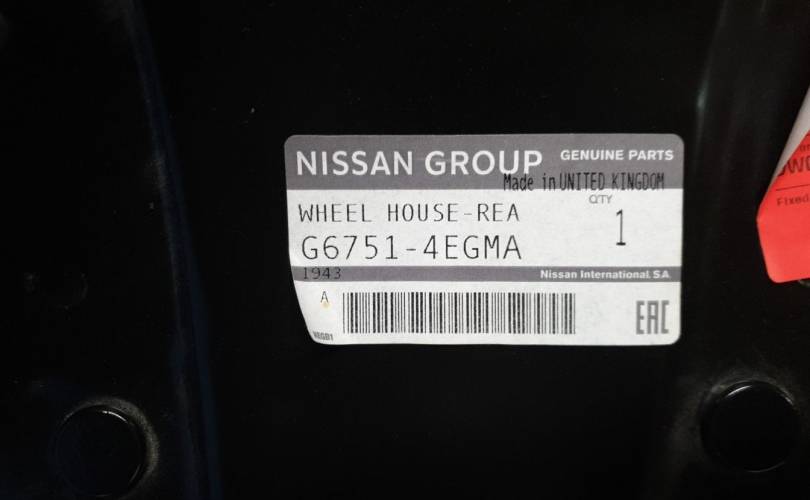 NISSAN GROUP GENUINE PARTS
Made in UNITED KINGDOM
WHEEL HOUSE-REA QTY
G6751-4EGMA 1
1943 Nissan International. SA
A
EAC
Fixed